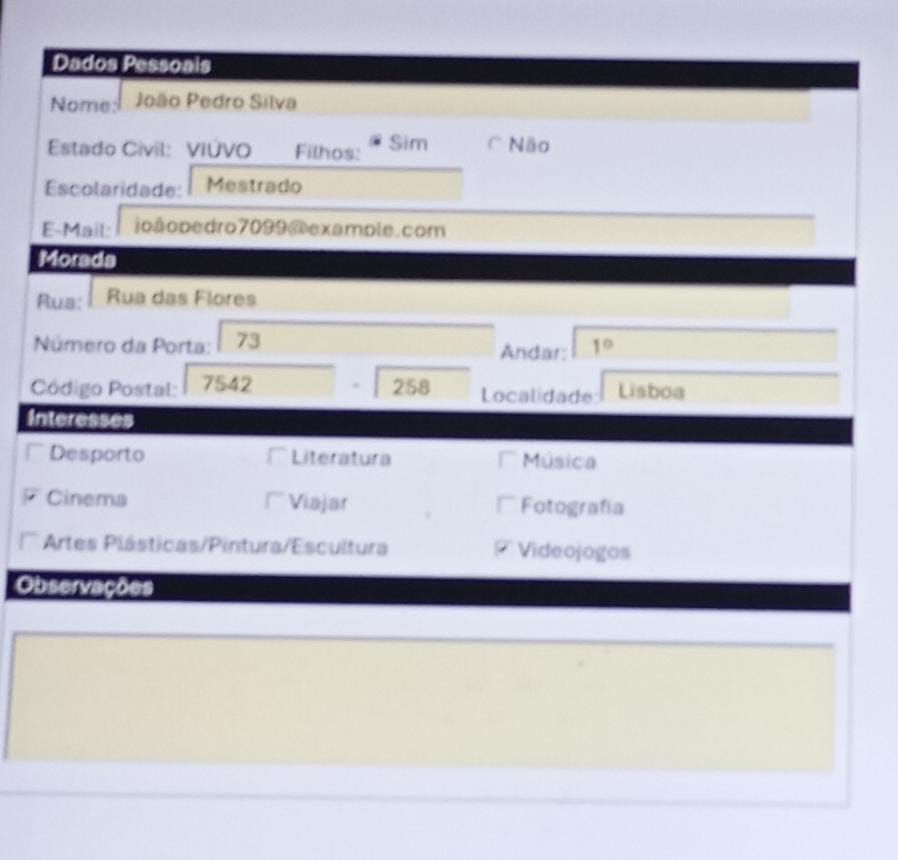 Dados Pessoais
Nome: João Pedro Silva
Estado Civil: VIÚVO Filhos: Sim Não
Escolaridade: Mestrado
E-Mail: joãopedro7099@example.com
Morada
Rua: Rua das Flores
Número da Porta: 73 Andar: 1º
Código Postal: 7542 - 258 Localidade: Lisboa
Interesses
Desporto Literatura Música
Cinema Viajar Fotografia
Artes Plásticas/Pintura/Escultura Videojogos
Observações